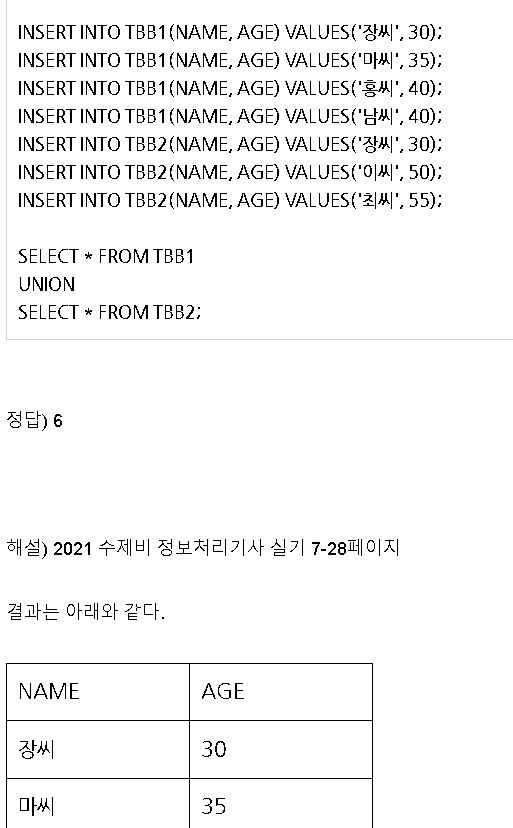 INSERT INTO TBB1(NAME, AGE) VALUES('장씨', 30);
INSERT INTO TBB1(NAME, AGE) VALUES('마씨', 35);
INSERT INTO TBB1(NAME, AGE) VALUES('홍씨', 40);
INSERT INTO TBB1(NAME, AGE) VALUES('남씨', 40);
INSERT INTO TBB2(NAME, AGE) VALUES('장씨', 30);
INSERT INTO TBB2(NAME, AGE) VALUES('이씨', 50);
INSERT INTO TBB2(NAME, AGE) VALUES('최씨', 55);
SELECT * FROM TBB1
UNION
SELECT * FROM TBB2;
정답) 6
해설) 2021 수제비 정보처리기사 실기 7-28페이지
결과는 아래와 같다.
NAME AGE
장씨 30
마씨 35